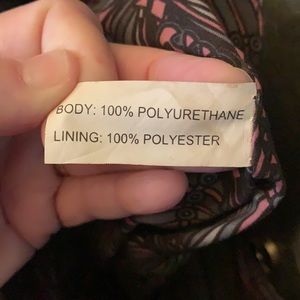 BODY: 100% POLYURETHANE
LINING: 100% POLYESTER